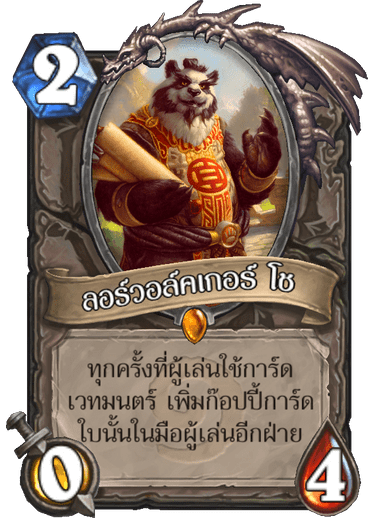 2
ลอร์วอล์คเกอร์ โช
ทุกครั้งที่ผู้เล่นใช้การ์ด
เวทมนตร์ เพิ่มก๊อปปี้การ์ด
ใบนั้นในมือผู้เล่นอีกฝ่าย
0
4